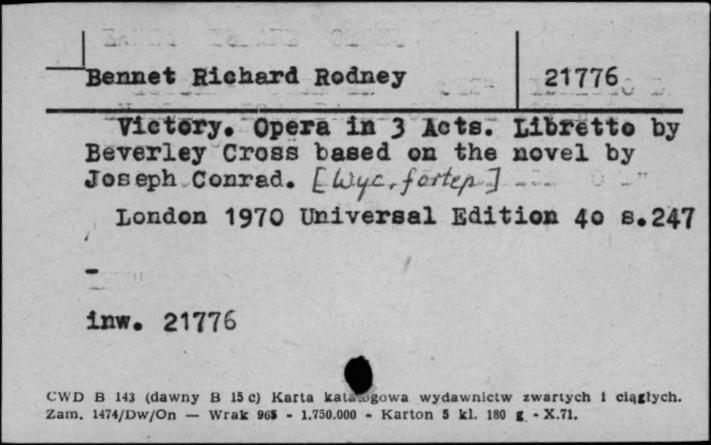 Bennet Richard Rodney 21776
Victory. Opera in 3 Acts. Libretto by
Beverley Cross based on the novel by
Joseph Conrad. [Wyc. fortep]
London 1970 Universal Edition 4o s.247
-
inw. 21776
CWD B 143 (dawny B 15 c) Karta katalogowa wydawnictw zwartych i ciągłych.
Zam. 1474/Dw/On — Wrak 965 - 1.750.000 - Karton 5 kl. 180 g - X.71.